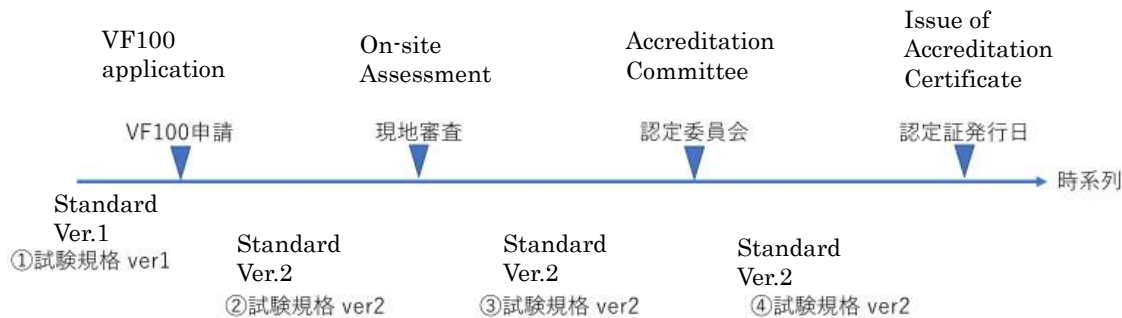 VF100
application
On-site
Assessment
Accreditation
Committee
Issue of
Accreditation
Certificate
VF100申請
現地審査
認定委員会
認定証発行日
時系列
Standard
Ver.1
①試験規格 ver1
Standard
Ver.2
②試験規格 ver2
Standard
Ver.2
③試験規格 ver2
Standard
Ver.2
④試験規格 ver2